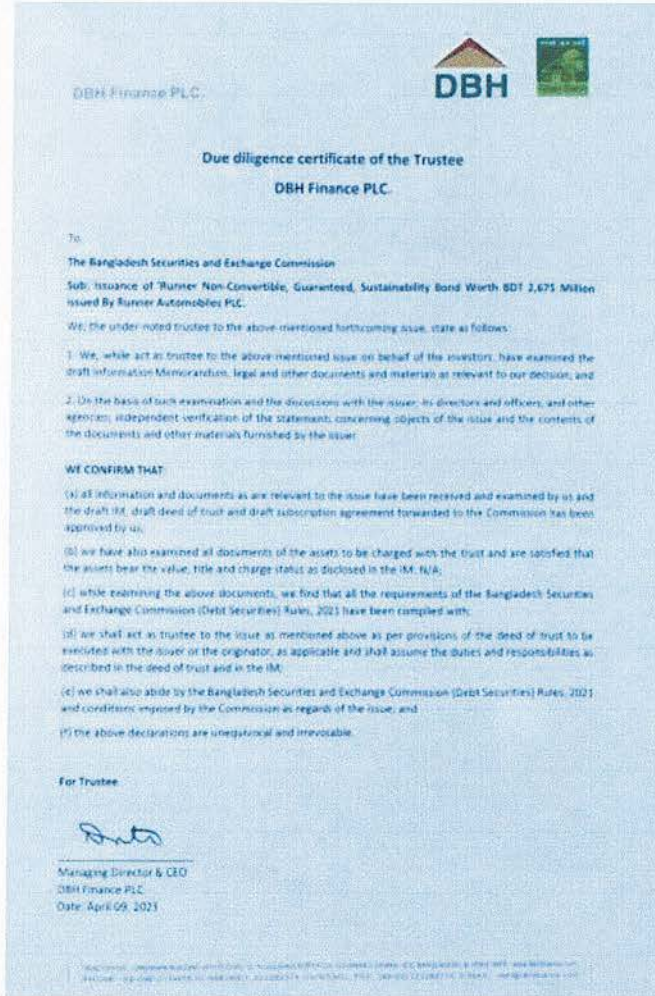 DBH Finance PLC.
DBH
Due diligence certificate of the Trustee
DBH Finance PLC.
To
The Bangladesh Securities and Exchange Commission
Sub: Issuance of 'Runner Non-Convertible, Guaranteed, Sustainability Bond Worth BDT 2,675 Million
Issued By Runner Automobiles PLC.
We, the under-noted trustee to the above-mentioned forthcoming issue, state as follows:
1. We, while act as trustee to the above mentioned issue on behalf of the investors, have examined the
draft Information Memorandum, legal and other documents and materials as relevant to our decision; and
2. On the basis of such examination and the discussions with the issuer, its directors and officers, and other
agencies; independent verification of the statements concerning objects of the issue and the contents of
the documents and other materials furnished by the issuer
WE CONFIRM THAT:
(a) all information and documents as are relevant to the issue have been received and examined by us and
the draft IM, draft deed of trust and draft subscription agreement forwarded to the Commission has been
approved by us;
(b) we have also examined all documents of the assets to be charged with the trust and are satisfied that
the assets bear the value, title and charge status as disclosed in the IM; N/A;
(c) while examining the above documents, we find that all the requirements of the Bangladesh Securities
and Exchange Commission (Debt Securities) Rules, 2021 have been complied with;
(d) we shall act as trustee to the issue as mentioned above as per provisions of the deed of trust to be
executed with the issuer or the originator, as applicable and shall assume the duties and responsibilities as
described in the deed of trust and in the IM;
(e) we shall also abide by the Bangladesh Securities and Exchange Commission (Debt Securities) Rules, 2021
and conditions imposed by the Commission as regards of the issue; and
(f) the above declarations are unequivocal and irrevocable.
For Trustee
Managing Director & CEO
DBH Finance PLC
Date: April 09, 2023